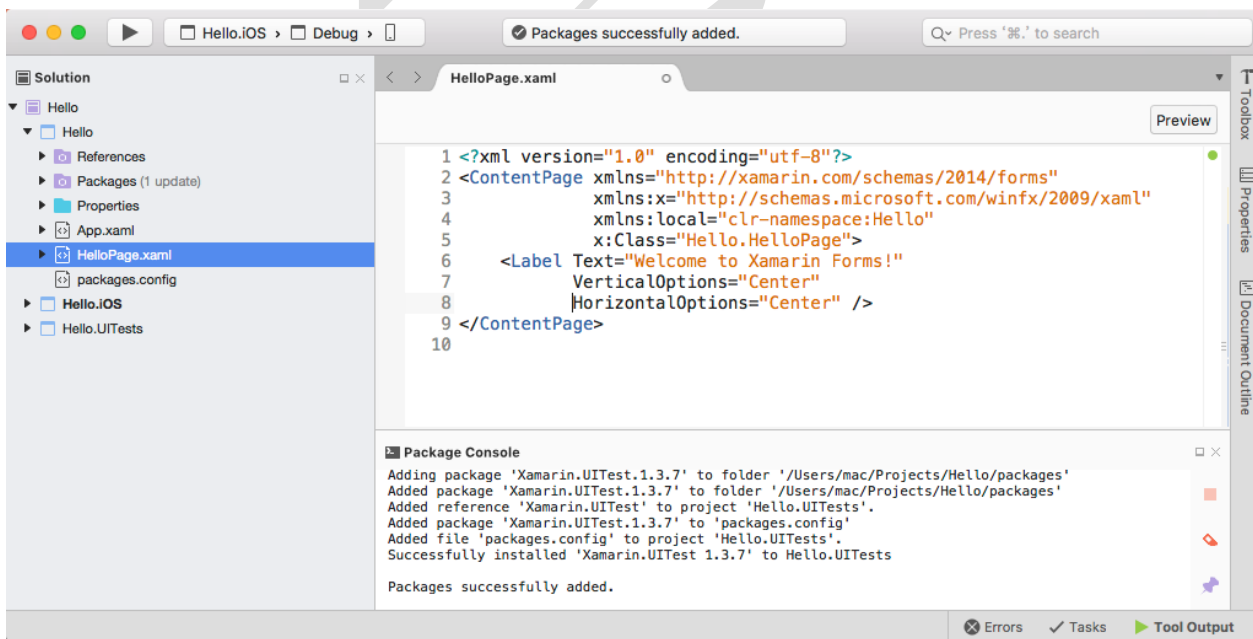 Hello.iOS › Debug ›
Packages successfully added.
Press ‘⌘.’ to search
Solution
Hello
Hello
References
Packages (1 update)
Properties
App.xaml
HelloPage.xaml
packages.config
Hello.iOS
Hello.UITests
HelloPage.xaml
Preview
1 <?xml version="1.0" encoding="utf-8"?>
2 <ContentPage xmlns="http://xamarin.com/schemas/2014/forms"
3 xmlns:x="http://schemas.microsoft.com/winfx/2009/xaml"
4 xmlns:local="clr-namespace:Hello"
5 x:Class="Hello.HelloPage">
6 <Label Text="Welcome to Xamarin Forms!"
7 VerticalOptions="Center"
8 HorizontalOptions="Center" />
9 </ContentPage>
10
Package Console
Adding package 'Xamarin.UITest.1.3.7' to folder '/Users/mac/Projects/Hello/packages'
Added package 'Xamarin.UITest.1.3.7' to folder '/Users/mac/Projects/Hello/packages'
Added reference 'Xamarin.UITest' to project 'Hello.UITests'.
Added package 'Xamarin.UITest.1.3.7' to 'packages.config'
Added file 'packages.config' to project 'Hello.UITests'.
Successfully installed 'Xamarin.UITest 1.3.7' to Hello.UITests
Packages successfully added.
Toolbox
Properties
Document Outline
Errors
Tasks
Tool Output